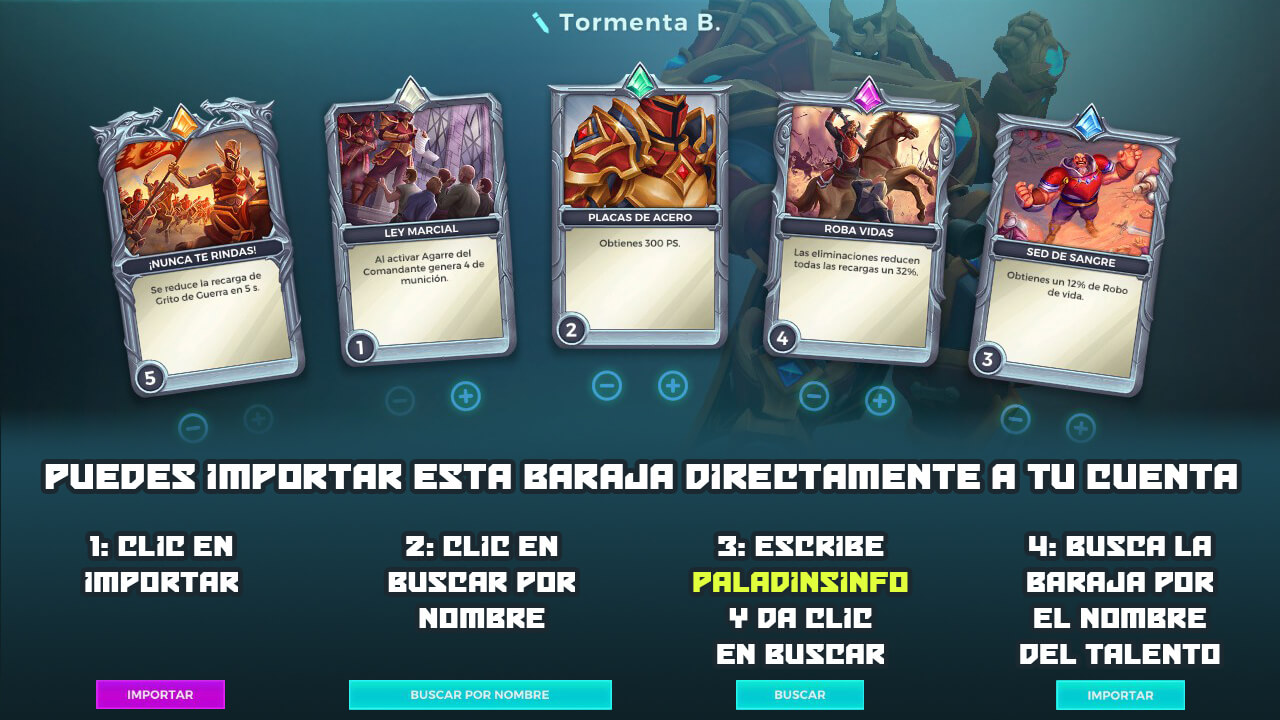 Tormenta B.
¡NUNCA TE RINDAS!
Se reduce la recarga de
Grito de Guerra en 5 s.
5
LEY MARCIAL
Al activar Agarre del
Comandante genera 4 de
munición.
1
PLACAS DE ACERO
Obtienes 300 PS.
2
ROBA VIDAS
Las eliminaciones reducen
todas las recargas un 32%.
4
SED DE SANGRE
Obtienes un 12% de Robo
de vida.
3
PUEDES IMPORTAR ESTA BARAJA DIRECTAMENTE A TU CUENTA
1: CLIC EN
IMPORTAR
IMPORTAR
2: CLIC EN
BUSCAR POR
NOMBRE
BUSCAR POR NOMBRE
3: ESCRIBE
PALADINSINFO
Y DA CLIC
EN BUSCAR
BUSCAR
4: BUSCA LA
BARAJA POR
EL NOMBRE
DEL TALENTO
IMPORTAR